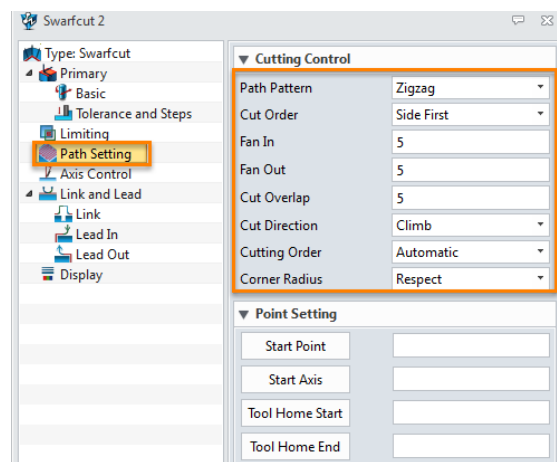 Swarfcut 2
Type: Swarfcut
Primary
Basic
Tolerance and Steps
Limiting
Path Setting
Axis Control
Link and Lead
Link
Lead In
Lead Out
Display
Cutting Control
Path Pattern Zigzag
Cut Order Side First
Fan In 5
Fan Out 5
Cut Overlap 5
Cut Direction Climb
Cutting Order Automatic
Corner Radius Respect
Point Setting
Start Point
Start Axis
Tool Home Start
Tool Home End